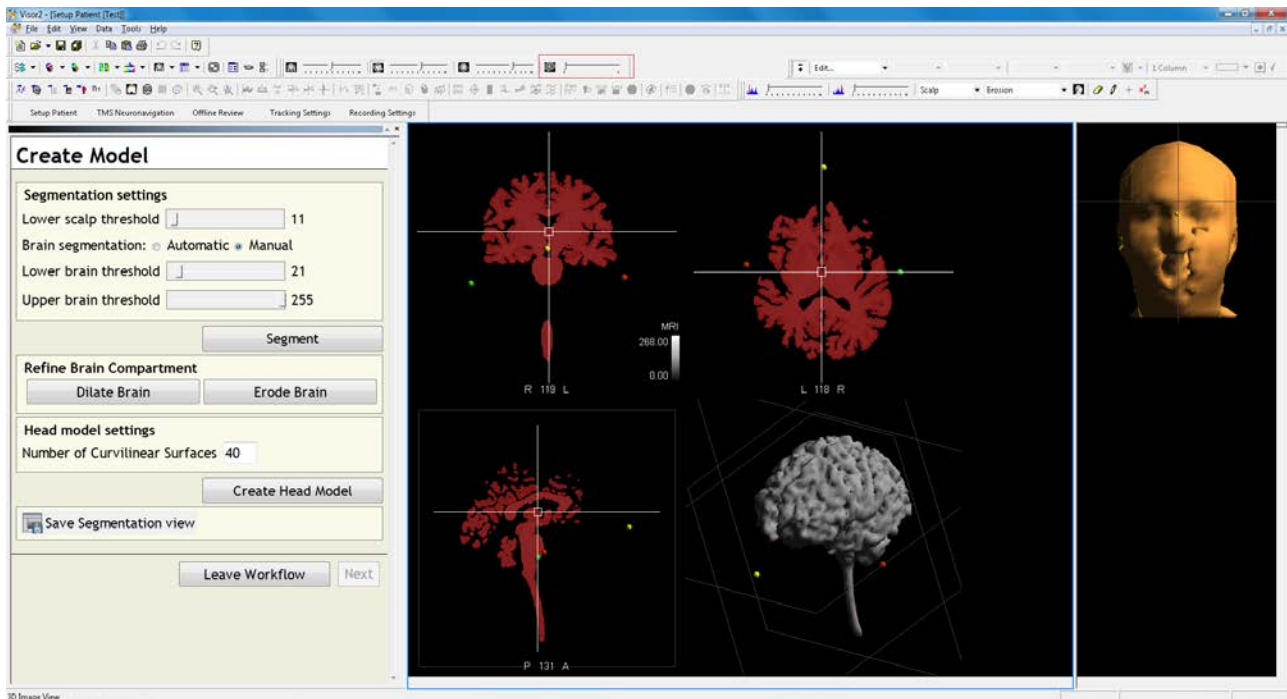 Visor2 - [Setup Patient [Test]]
File Edit View Data Tools Help
Edit...
1 Column
Scalp
Erosion
Setup Patient TMS Neuronavigation Offline Review Tracking Settings Recording Settings
Create Model
Segmentation settings
Lower scalp threshold 11
Brain segmentation: Automatic Manual
Lower brain threshold 21
Upper brain threshold 255
Segment
Refine Brain Compartment
Dilate Brain Erode Brain
Head model settings
Number of Curvilinear Surfaces 40
Create Head Model
Save Segmentation view
Leave Workflow Next
MRI
268.00
0.00
R 119 L
L 118 R
P 131 A
3D Image View